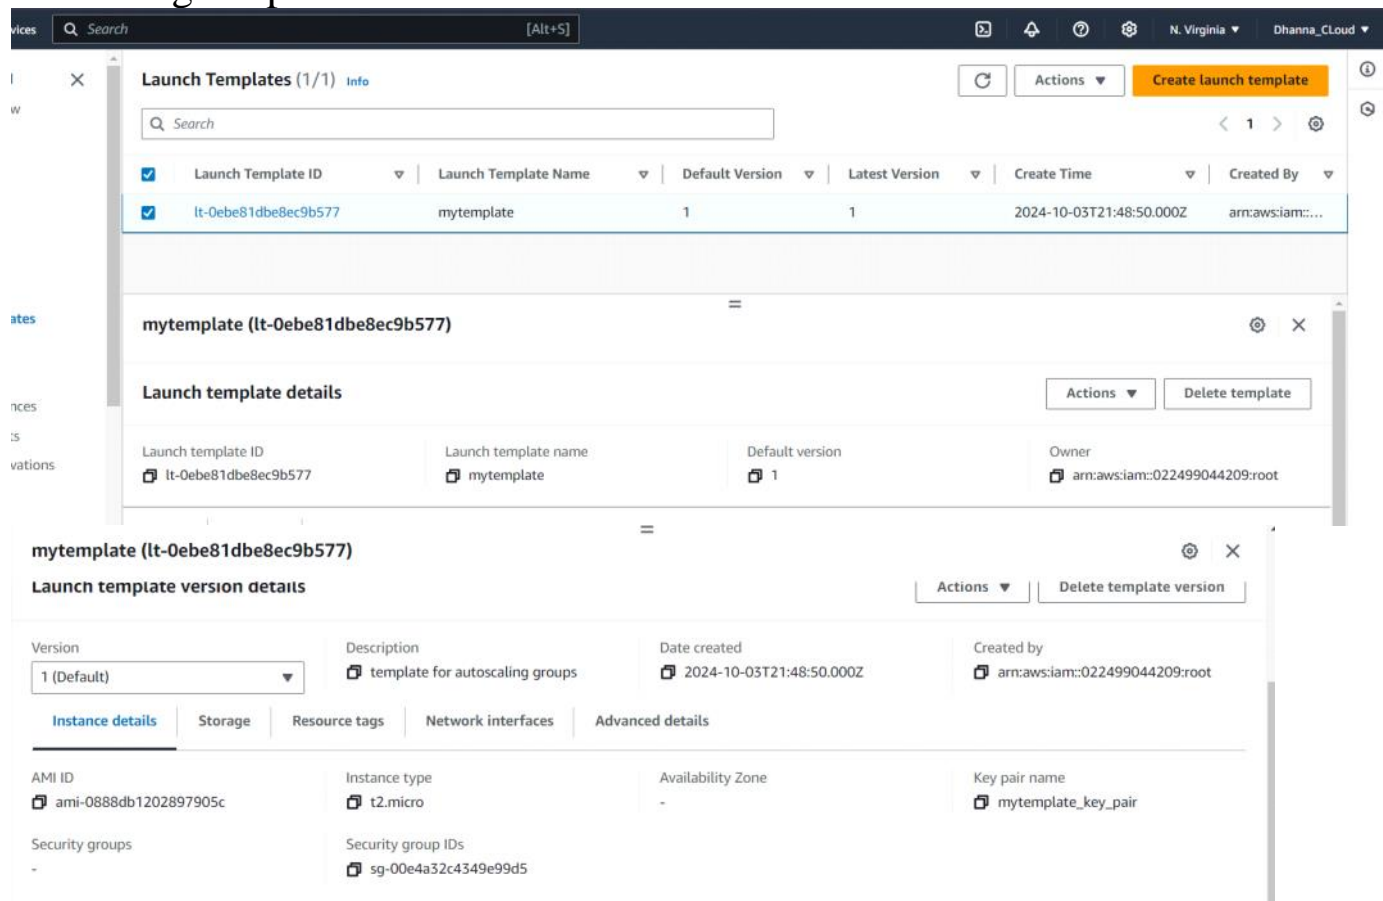 vices Search [Alt+S] N. Virginia ▼ Dhanna_CLoud ▼
Launch Templates (1/1) Info Actions ▼ Create launch template
w
Search < 1 >
Launch Template ID Launch Template Name Default Version Latest Version Create Time Created By
lt-0ebe81dbe8ec9b577 mytemplate 1 1 2024-10-03T21:48:50.000Z arn:aws:iam::...
ates mytemplate (lt-0ebe81dbe8ec9b577)
Launch template details Actions ▼ Delete template
nces
ts
Launch template ID Launch template name Default version Owner
vations
lt-0ebe81dbe8ec9b577 mytemplate 1 arn:aws:iam::022499044209:root
mytemplate (lt-0ebe81dbe8ec9b577)
Launch template version details Actions ▼ Delete template version
Version Description Date created Created by
1 (Default) ▼ template for autoscaling groups 2024-10-03T21:48:50.000Z arn:aws:iam::022499044209:root
Instance details Storage Resource tags Network interfaces Advanced details
AMI ID Instance type Availability Zone Key pair name
ami-0888db1202897905c t2.micro - mytemplate_key_pair
Security groups Security group IDs
- sg-00e4a32c4349e99d5